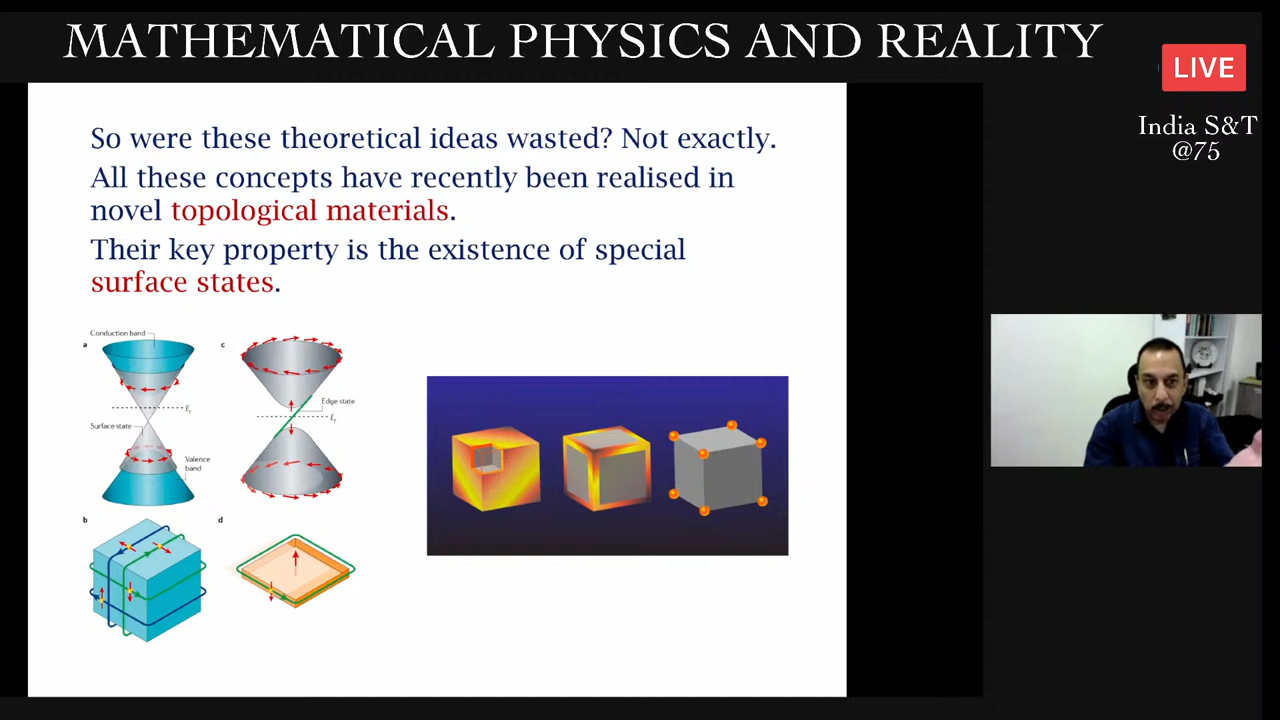 MATHEMATICAL PHYSICS AND REALITY
LIVE
India S&T
@75
So were these theoretical ideas wasted? Not exactly.
All these concepts have recently been realised in
novel topological materials.
Their key property is the existence of special
surface states.
Conduction band
a
c
Edge state
Surface state
Valence
band
b
d